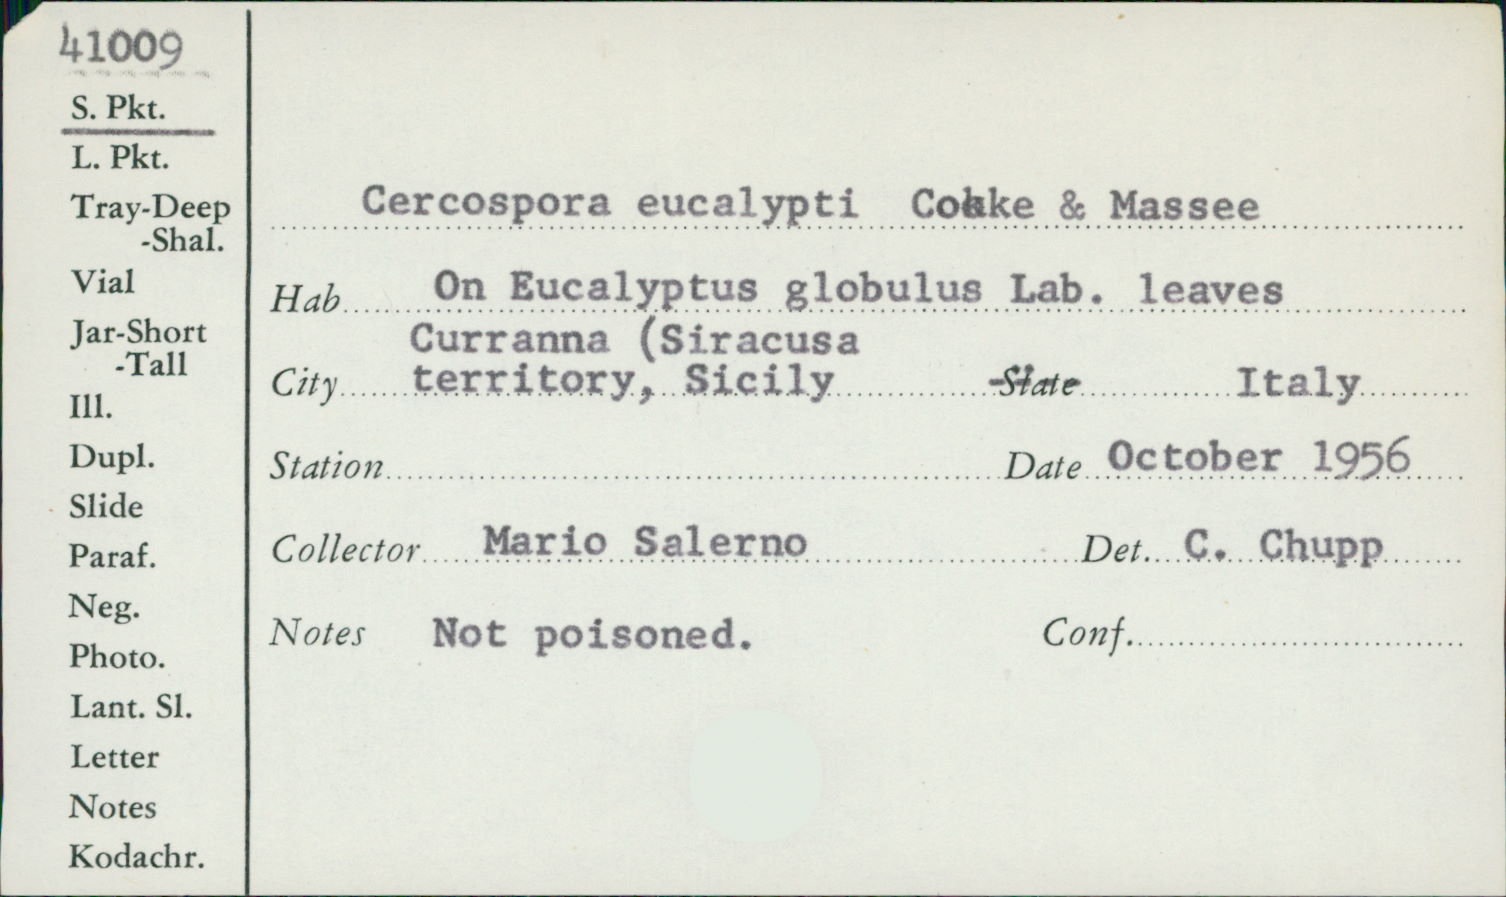 41009
S. Pkt.
L. Pkt.
Tray-Deep
-Shal.
Vial
Jar-Short
-Tall
Ill.
Dupl.
Slide
Paraf.
Neg.
Photo.
Lant. Sl.
Letter
Notes
Kodachr.
Cercospora eucalypti Cooke & Massee
Hab. On Eucalyptus globulus Lab. leaves
Curranna (Siracusa
City territory, Sicily State Italy
Station Date October 1956
Collector Mario Salerno Det. C. Chupp
Notes Not poisoned. Conf.